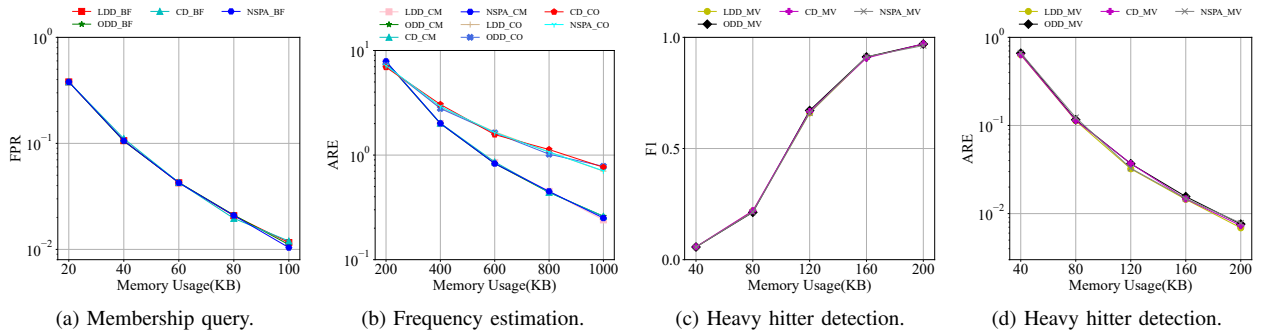 LDD_BF CD_BF NSPA_BF
ODD_BF
10^0
10^-1
10^-2
FPR
20 40 60 80 100
Memory Usage(KB)
(a) Membership query.
LDD_CM NSPA_CM CD_CO
ODD_CM LDD_CO NSPA_CO
CD_CM ODD_CO
10^1
10^0
10^-1
ARE
200 400 600 800 1000
Memory Usage(KB)
(b) Frequency estimation.
LDD_MV CD_MV NSPA_MV
ODD_MV
1.0
0.5
0.0
F1
40 80 120 160 200
Memory Usage(KB)
(c) Heavy hitter detection.
LDD_MV CD_MV NSPA_MV
ODD_MV
10^0
10^-1
10^-2
ARE
40 80 120 160 200
Memory Usage(KB)
(d) Heavy hitter detection.